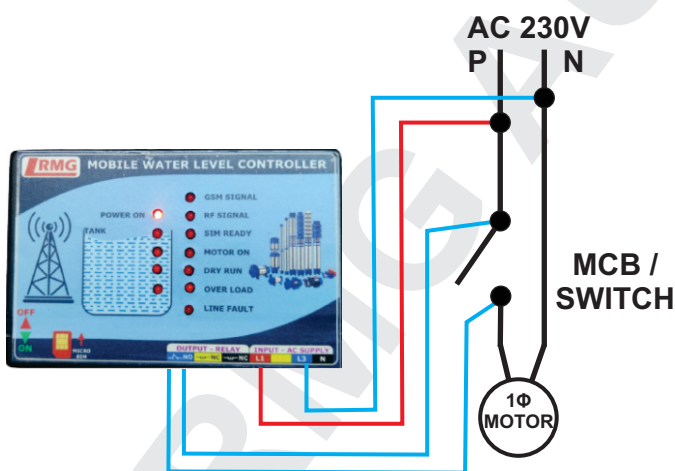 AC 230V
P N
RMG MOBILE WATER LEVEL CONTROLLER
GSM SIGNAL
POWER ON
RF SIGNAL
TANK
SIM READY
MOTOR ON
DRY RUN
OVER LOAD
LINE FAULT
OFF
ON
MICRO
SIM
OUTPUT - RELAY
INPUT - AC SUPPLY
NO
NC
NC
L1
L3
N
MCB /
SWITCH
1Φ
MOTOR
RMG